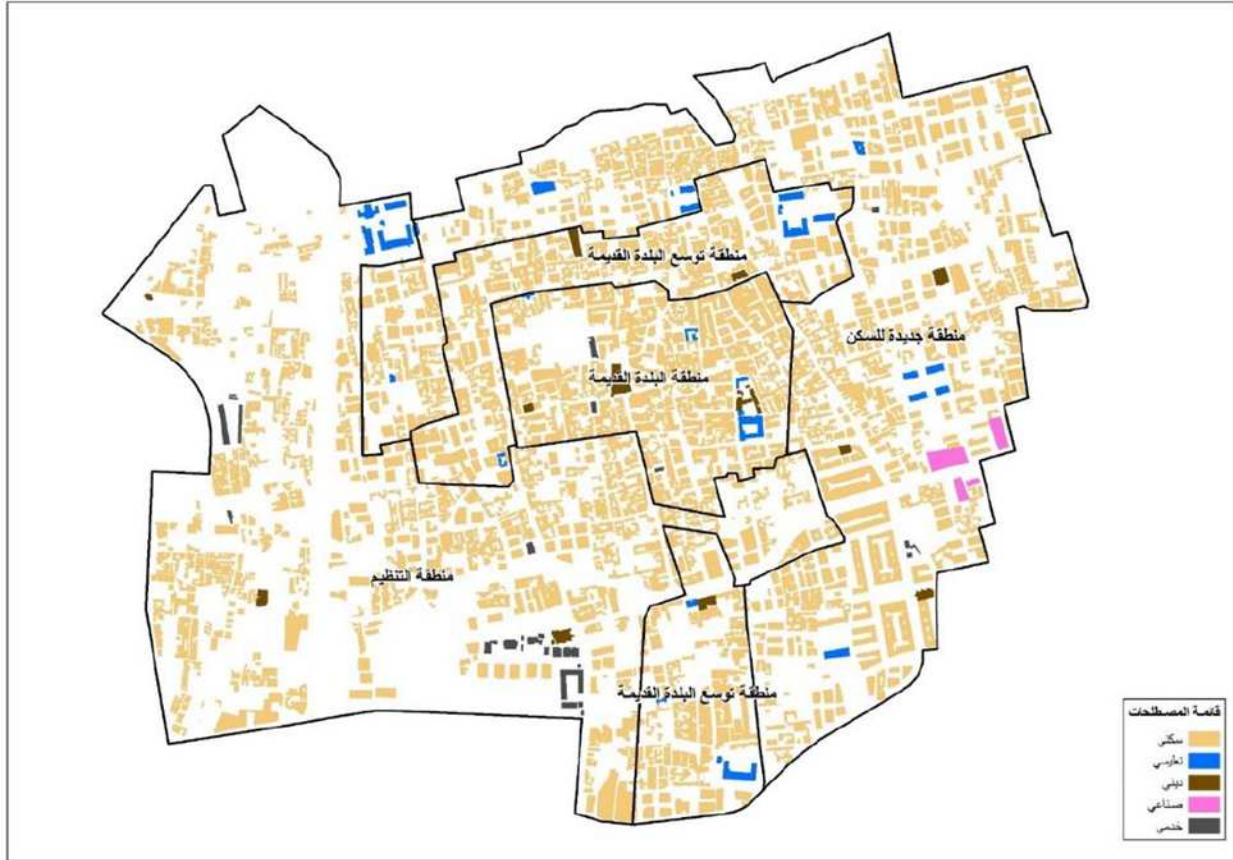 منطقة توسع البلدة القديمة
منطقة جديدة للسكن
منطقة البلدة القديمة
منطقة التنظيم
منطقة توسع البلدة القديمة
قائمة المصطلحات
سكني
تعليمي
ديني
صناعي
خدمي